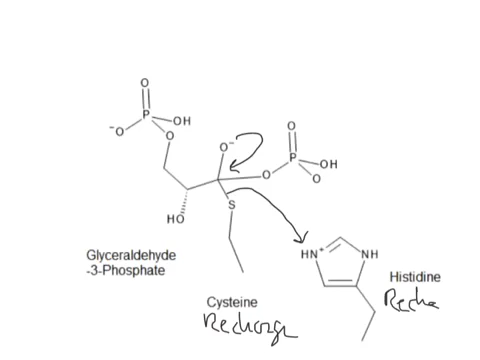 O
P
OH
⁻O
O
O⁻
O
P
OH
O
O
S
HO
HN⁺
NH
Glyceraldehyde
-3-Phosphate
Histidine
Cysteine
Recharge